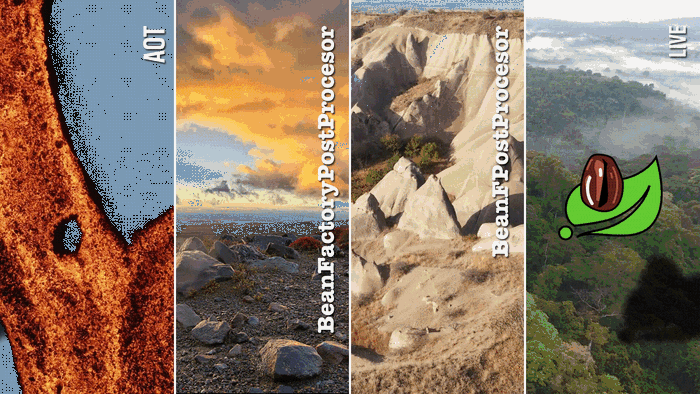 AOT
BeanFactoryPostProcesor
BeanFPostProcesor
LIVE